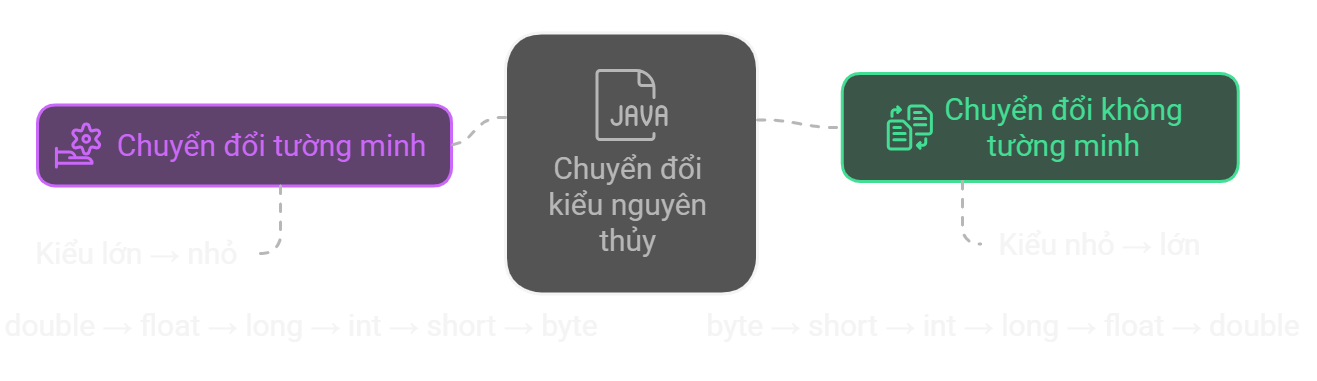 JAVA
Chuyển đổi
kiểu nguyên
thủy
Chuyển đổi tường minh
Kiểu lớn → nhỏ
double → float → long → int → short → byte
Chuyển đổi không
tường minh
Kiểu nhỏ → lớn
byte → short → int → long → float → double